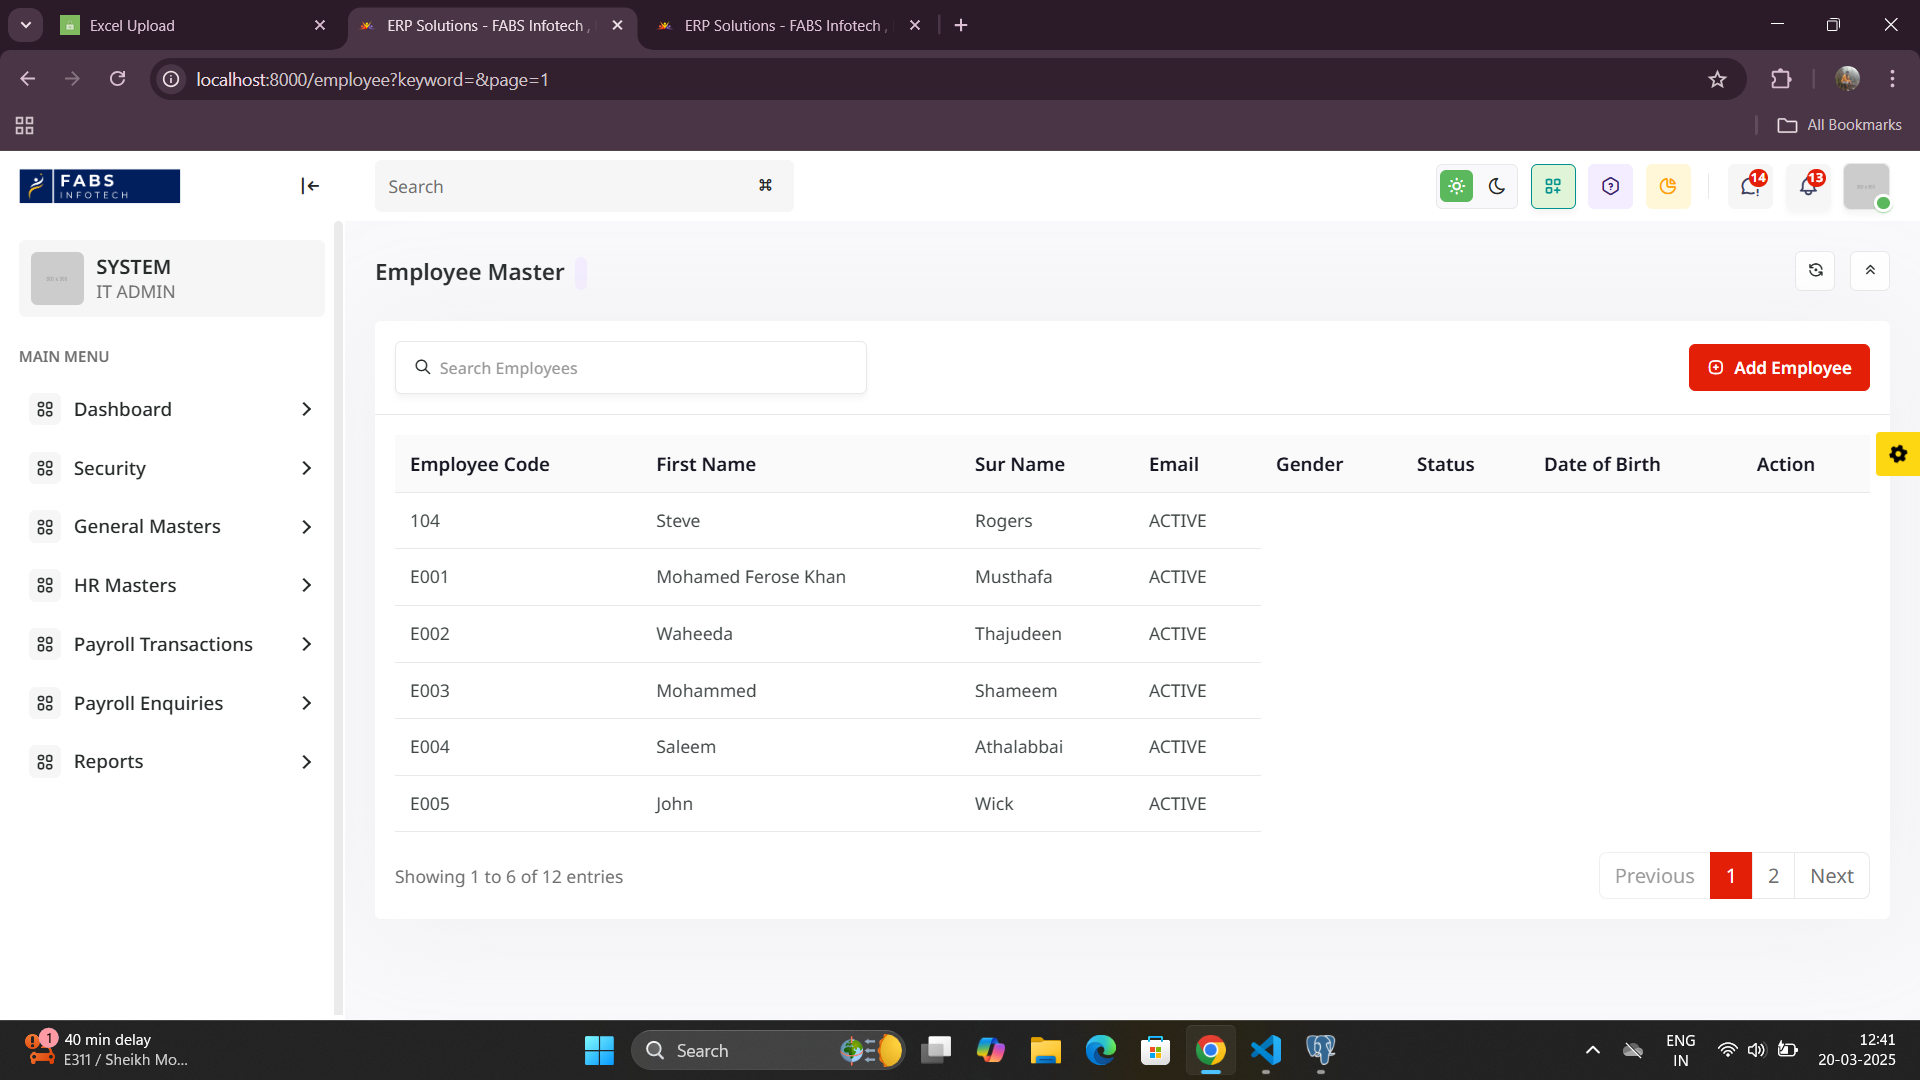 Excel Upload
ERP Solutions - FABS Infotech ,
ERP Solutions - FABS Infotech ,
localhost:8000/employee?keyword=&page=1
All Bookmarks
FABS
INFOTECH
Search
14
13
SYSTEM
IT ADMIN
Employee Master
MAIN MENU
Dashboard
Security
General Masters
HR Masters
Payroll Transactions
Payroll Enquiries
Reports
Search Employees
Add Employee
Employee Code First Name Sur Name Email Gender Status Date of Birth Action
104 Steve Rogers ACTIVE
E001 Mohamed Ferose Khan Musthafa ACTIVE
E002 Waheeda Thajudeen ACTIVE
E003 Mohammed Shameem ACTIVE
E004 Saleem Athalabbai ACTIVE
E005 John Wick ACTIVE
Showing 1 to 6 of 12 entries
Previous 1 2 Next
1
40 min delay
E311 / Sheikh Mo...
Search
ENG
IN
12:41
20-03-2025